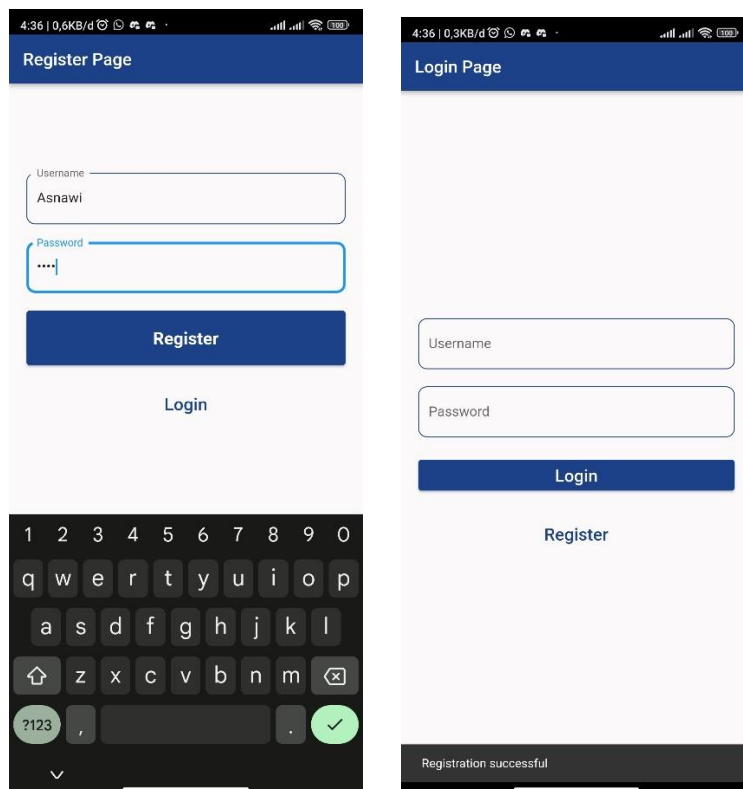 4:36 | 0,6KB/d
Register Page
Username
Asnawi
Password
••••
Register
Login
1 2 3 4 5 6 7 8 9 0
q w e r t y u i o p
a s d f g h j k l
z x c v b n m
?123 , .
4:36 | 0,3KB/d
100
Login Page
Username
Password
Login
Register
Registration successful